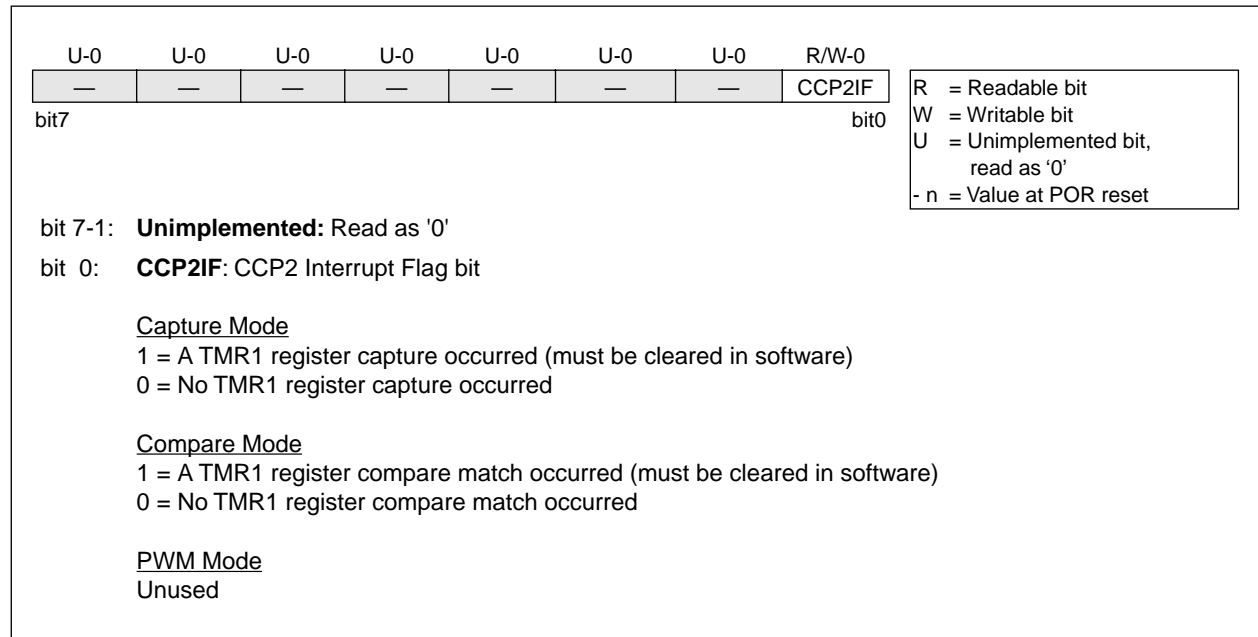 U-0 U-0 U-0 U-0 U-0 U-0 U-0 R/W-0
— — — — — — — CCP2IF
bit7 bit0
R = Readable bit
W = Writable bit
U = Unimplemented bit,
read as ‘0’
- n = Value at POR reset
bit 7-1: Unimplemented: Read as '0'
bit 0: CCP2IF: CCP2 Interrupt Flag bit
Capture Mode
1 = A TMR1 register capture occurred (must be cleared in software)
0 = No TMR1 register capture occurred
Compare Mode
1 = A TMR1 register compare match occurred (must be cleared in software)
0 = No TMR1 register compare match occurred
PWM Mode
Unused